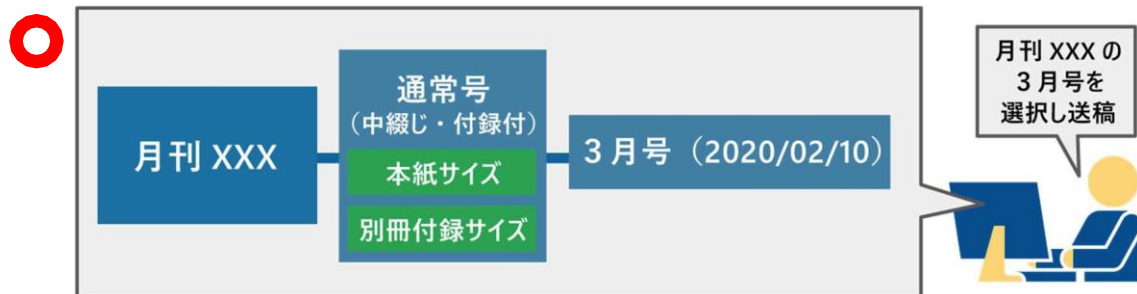 月刊 XXX
通常号
（中綴じ・付録付）
本紙サイズ
別冊付録サイズ
3月号（2020/02/10）
月刊 XXX の
3月号を
選択し送稿